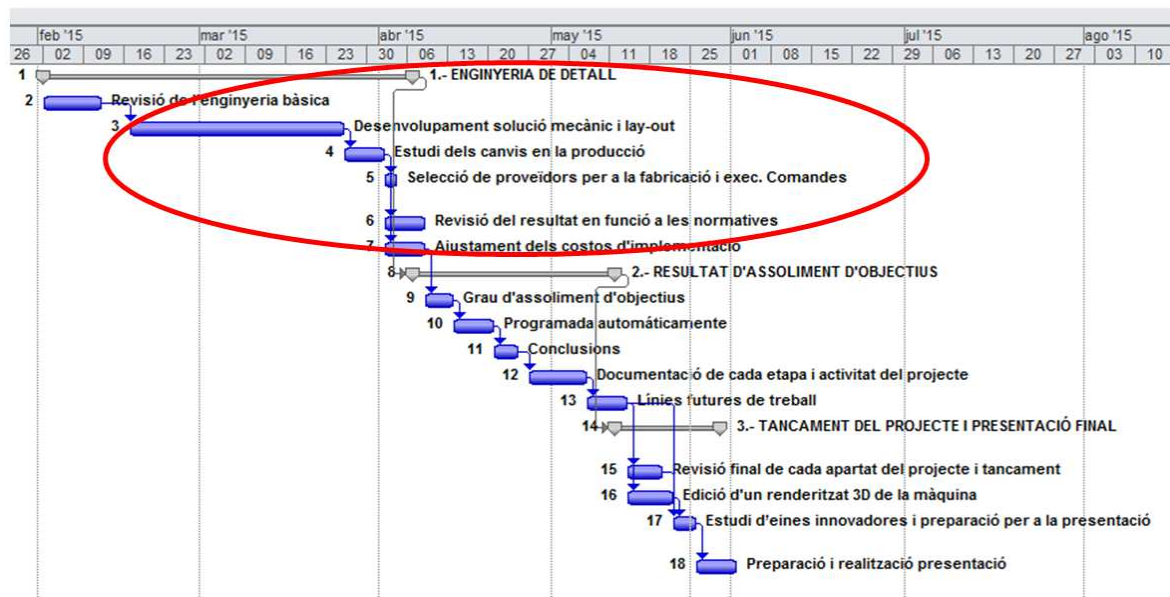 feb '15 mar '15 abr '15 may '15 jun '15 jul '15 ago '15
26 02 09 16 23 02 09 16 23 30 06 13 20 27 04 11 18 25 01 08 15 22 29 06 13 20 27 03 10
1 1.- ENGINYERIA DE DETALL
2 Revisió de l'enginyeria bàsica
3 Desenvolupament solució mecànic i lay-out
4 Estudi dels canvis en la producció
5 Selecció de proveïdors per a la fabricació i exec. Comandes
6 Revisió del resultat en funció a les normatives
7 Ajustament dels costos d'implementació
8 2.- RESULTAT D'ASSOLIMENT D'OBJECTIUS
9 Grau d'assoliment d'objectius
10 Programada automáticamente
11 Conclusions
12 Documentació de cada etapa i activitat del projecte
13 Línies futures de treball
14 3.- TANCAMENT DEL PROJECTE I PRESENTACIÓ FINAL
15 Revisió final de cada apartat del projecte i tancament
16 Edició d'un renderitzat 3D de la màquina
17 Estudi d'eines innovadores i preparació per a la presentació
18 Preparació i realització presentació